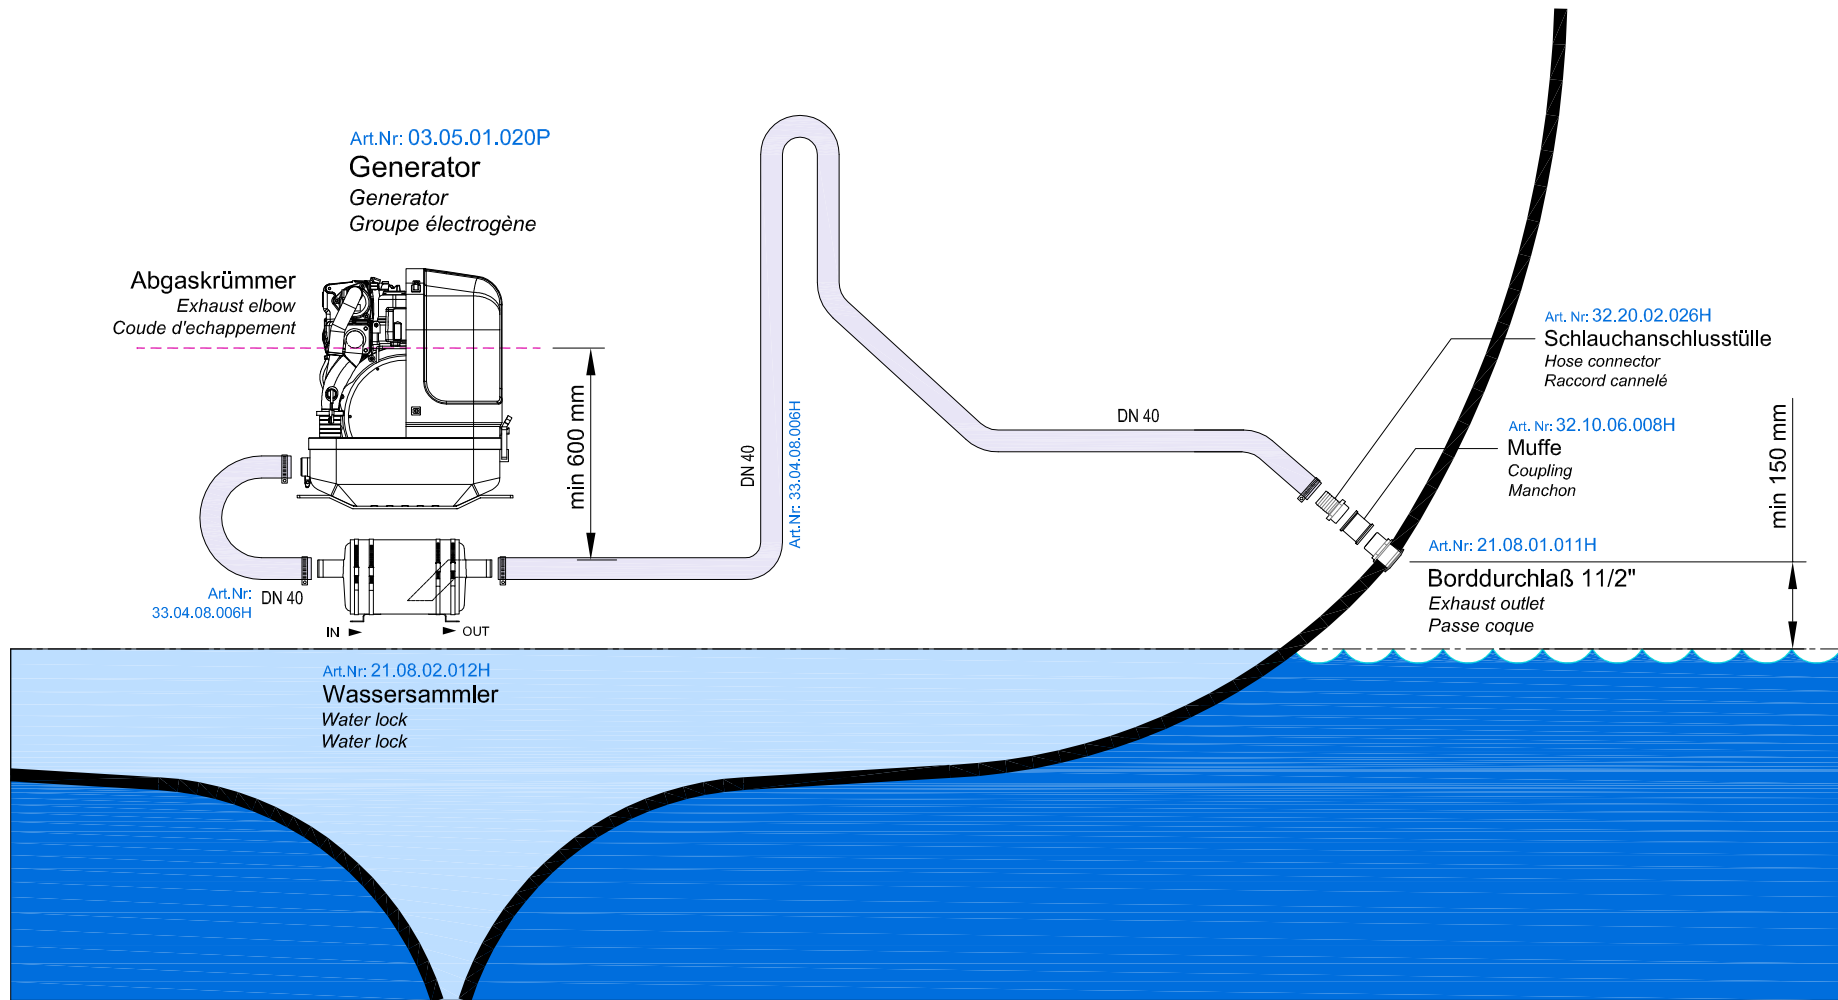 Art.Nr: 03.05.01.020P
Generator
Generator
Groupe électrogène
Abgaskrümmer
Exhaust elbow
Coude d'echappement
min 600 mm
DN 40
Art.Nr: 33.04.08.006H
DN 40
Art. Nr: 32.20.02.026H
Schlauchanschlusstülle
Hose connector
Raccord cannelé
Art. Nr: 32.10.06.008H
Muffe
Coupling
Manchon
min 150 mm
Art.Nr: 21.08.01.011H
Borddurchlaß 11/2"
Exhaust outlet
Passe coque
Art.Nr:
33.04.08.006H
DN 40
IN
OUT
Art.Nr: 21.08.02.012H
Wassersammler
Water lock
Water lock